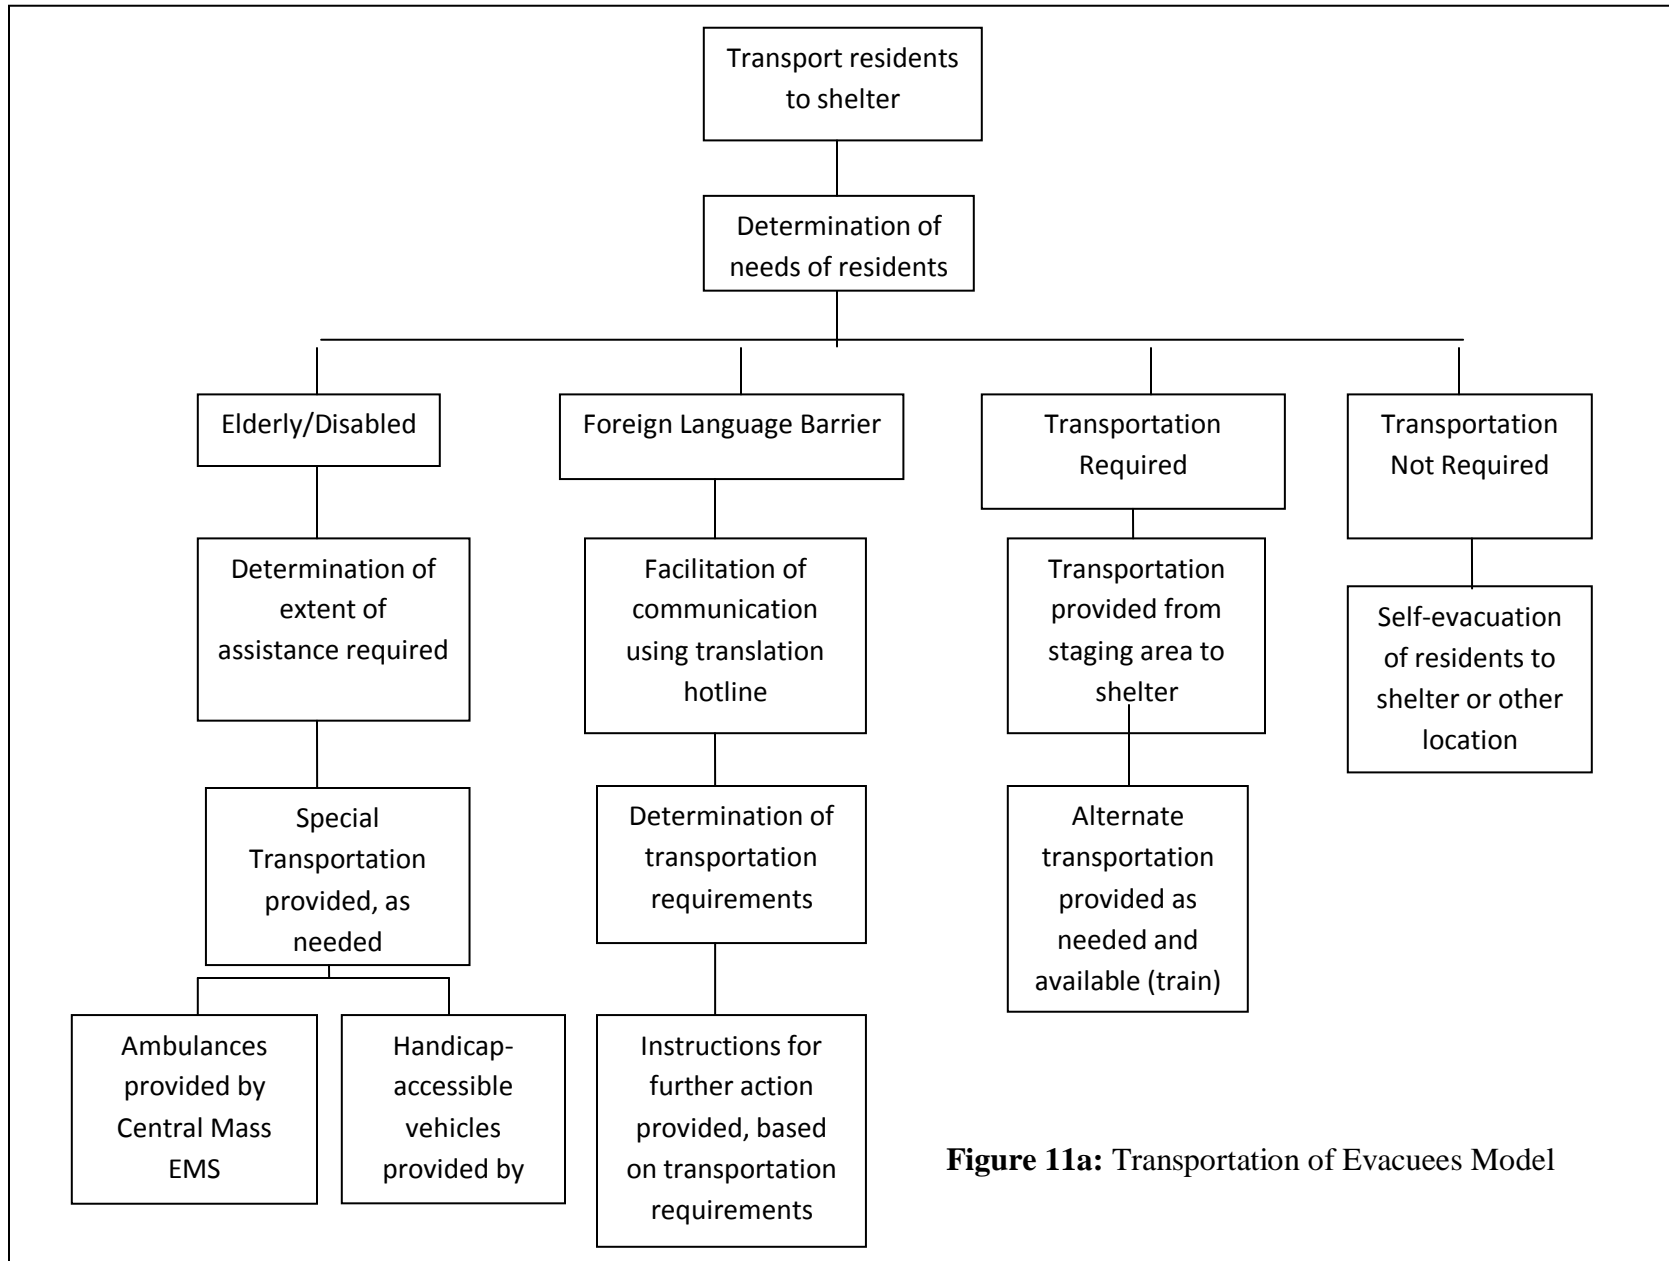 Transport residents
to shelter
Determination of
needs of residents
Elderly/Disabled
Foreign Language Barrier
Transportation
Required
Transportation
Not Required
Determination of
extent of
assistance required
Facilitation of
communication
using translation
hotline
Transportation
provided from
staging area to
shelter
Self-evacuation
of residents to
shelter or other
location
Special
Transportation
provided, as
needed
Determination of
transportation
requirements
Alternate
transportation
provided as
needed and
available (train)
Ambulances
provided by
Central Mass
EMS
Handicap-
accessible
vehicles
provided by
Instructions for
further action
provided, based
on transportation
requirements
Figure 11a: Transportation of Evacuees Model